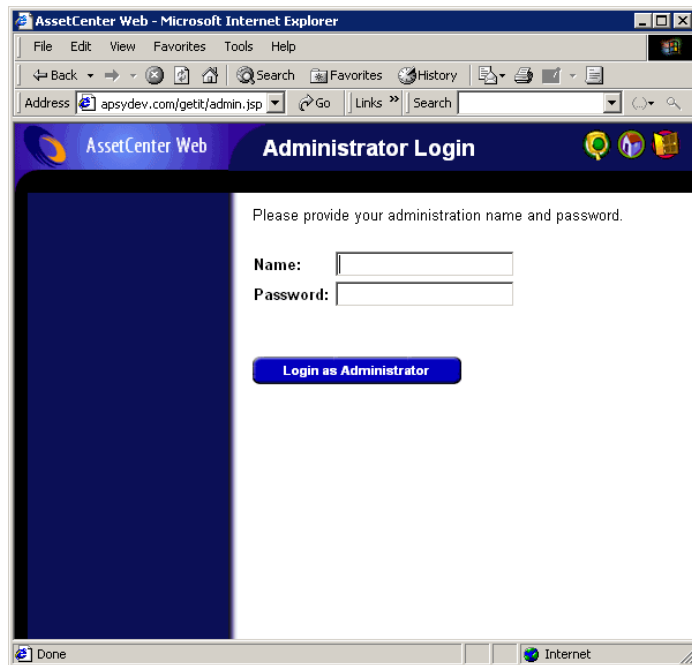 AssetCenter Web - Microsoft Internet Explorer
File Edit View Favorites Tools Help
Back Search Favorites History
Address apsydev.com/getit/admin.jsp Go Links » Search
AssetCenter Web Administrator Login
Please provide your administration name and password.
Name:
Password:
Login as Administrator
Done Internet